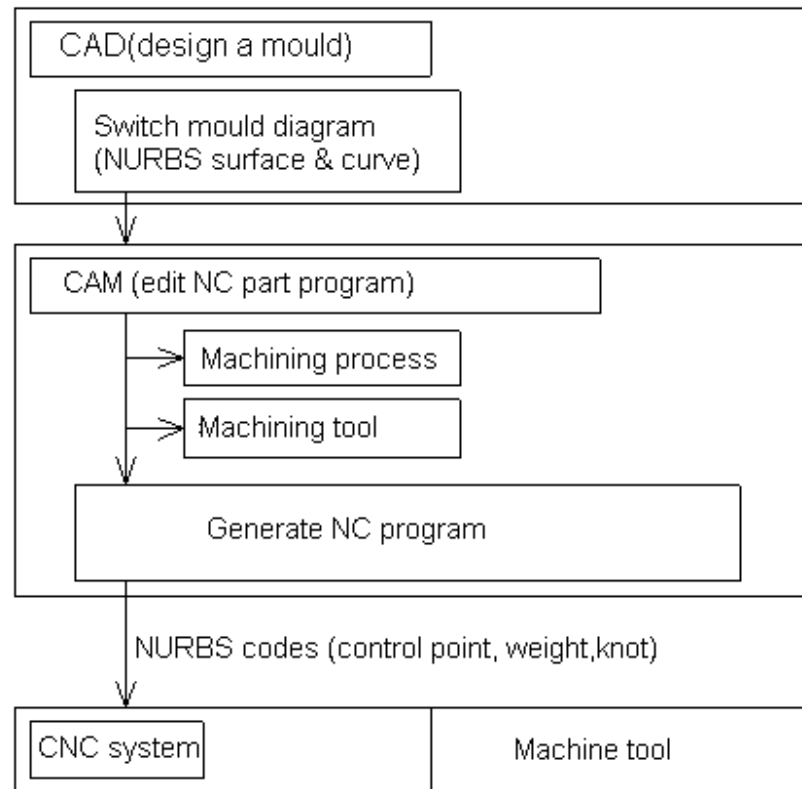 CAD(design a mould)
Switch mould diagram
(NURBS surface & curve)
CAM (edit NC part program)
Machining process
Machining tool
Generate NC program
NURBS codes (control point, weight,knot)
CNC system
Machine tool